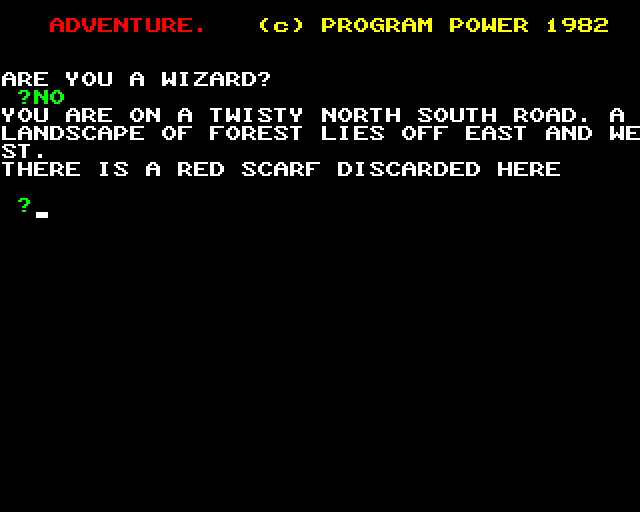 ADVENTURE. (c) PROGRAM POWER 1982
ARE YOU A WIZARD?
?NO
YOU ARE ON A TWISTY NORTH SOUTH ROAD. A
LANDSCAPE OF FOREST LIES OFF EAST AND WE
ST.
THERE IS A RED SCARF DISCARDED HERE
?